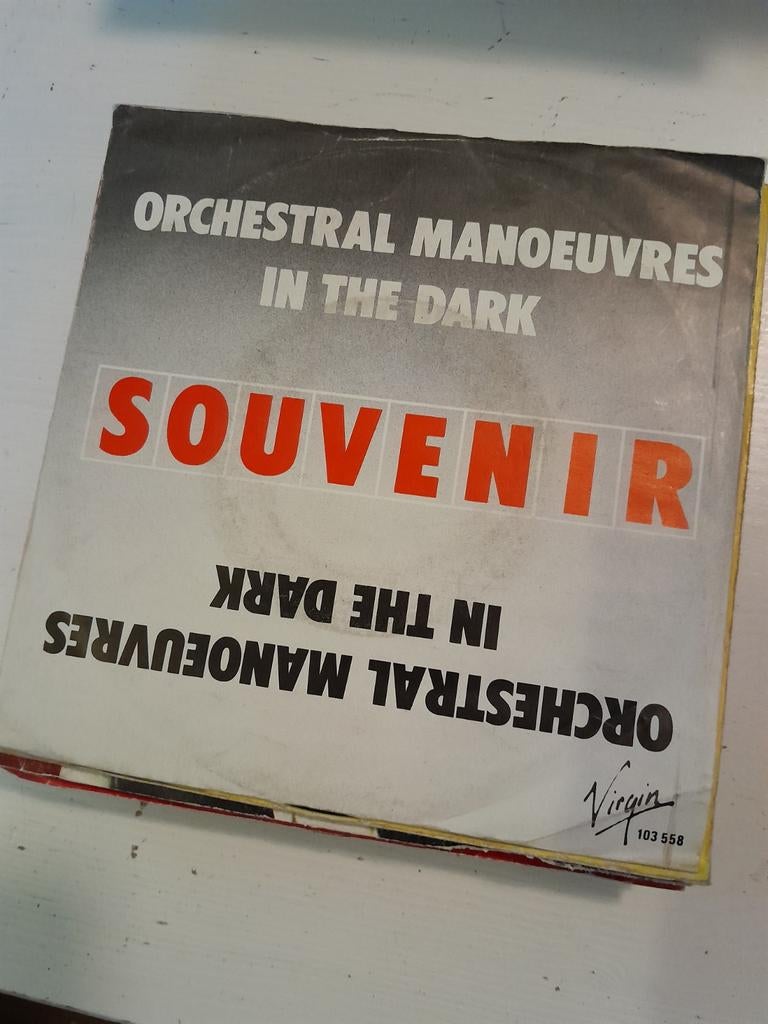 ORCHESTRAL MANOEUVRES
IN THE DARK
SOUVENIR
IN THE DARK
ORCHESTRAL MANOEUVRES
Virgin
103 558